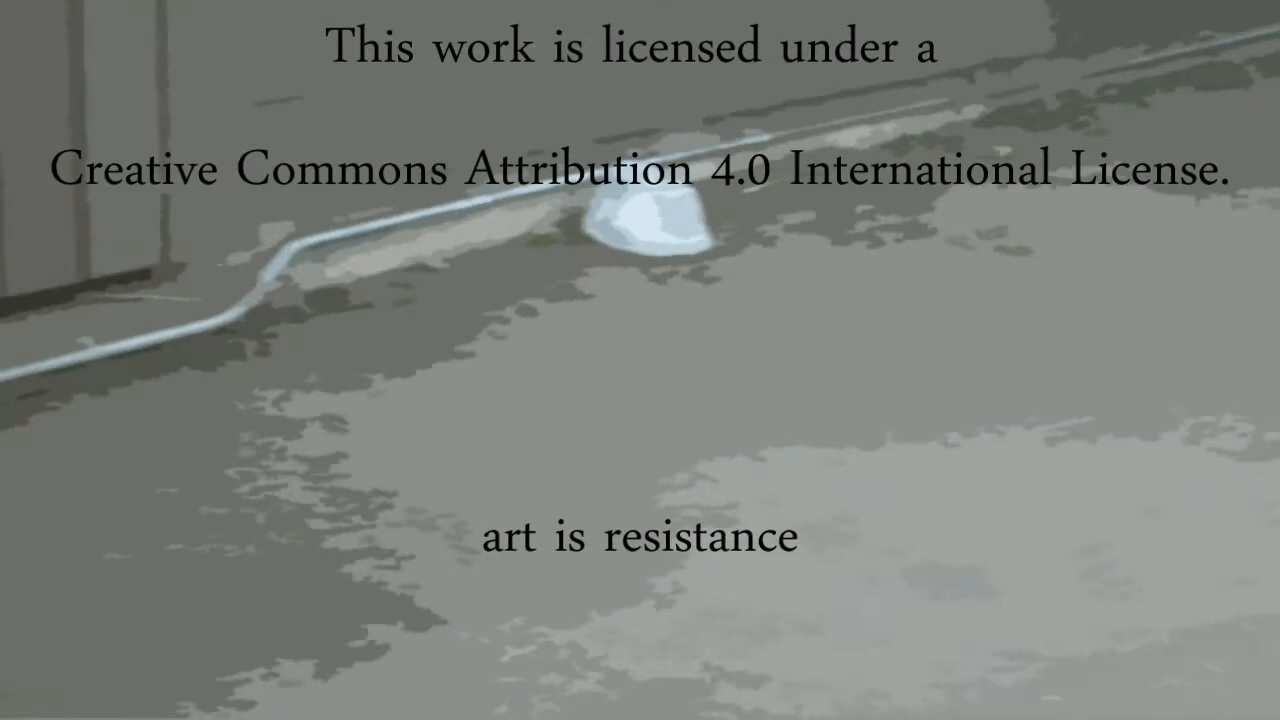 This work is licensed under a
Creative Commons Attribution 4.0 International License.
art is resistance